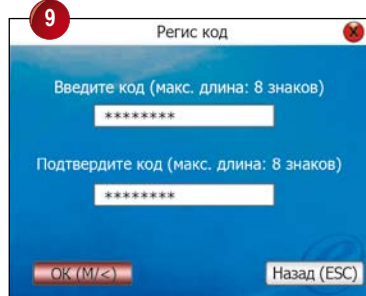 9
Регис код
Введите код (макс. длина: 8 знаков)
********
Подтвердите код (макс. длина: 8 знаков)
********
OK (M/<)
Назад (ESC)